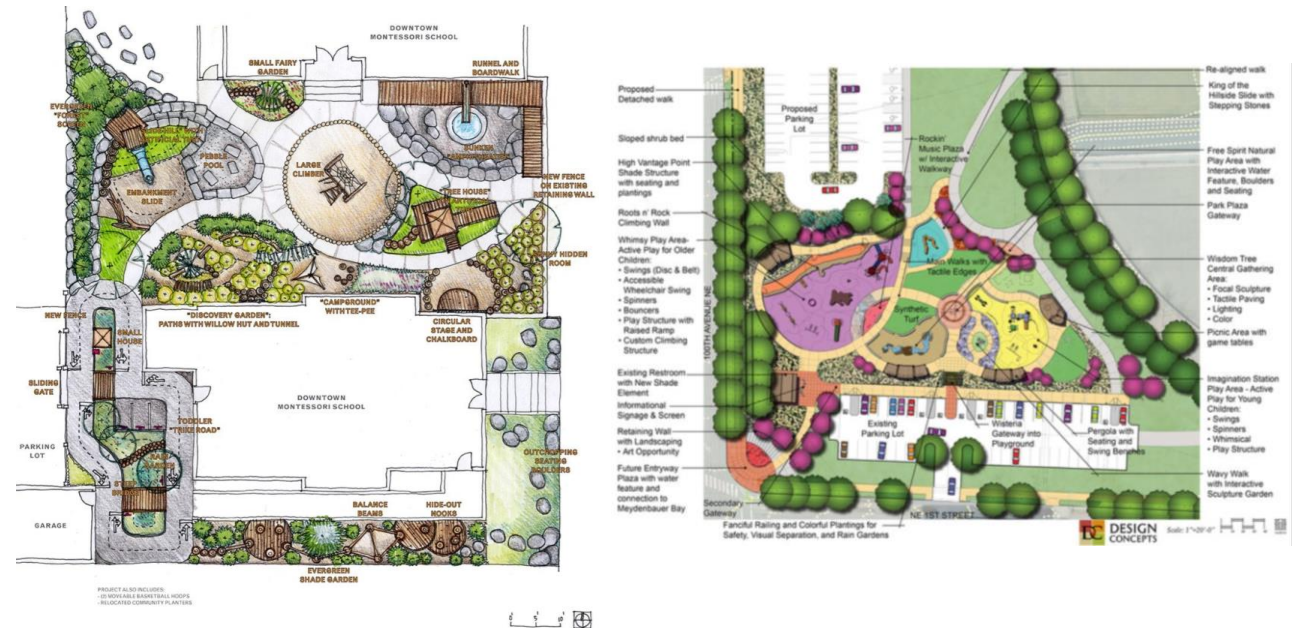 DOWNTOWN
MONTESSORI SCHOOL
SMALL FAIRY
GARDEN
RUNNEL AND
BOARDWALK
EVERGREEN
PEBBLE
POOL
LARGE
CLIMBER
EMBANKMENT
SLIDE
NEW FENCE
ON EXISTING
RETAINING WALL
HIDDEN
ROOM
"DISCOVERY GARDEN":
PATHS WITH WILLOW HUT AND TUNNEL
"CAMPGROUND"
WITH TEE-PEE
CIRCULAR
STAGE AND
CHALKBOARD
NEW FENCE
SMALL
HOUSE
SLIDING
GATE
DOWNTOWN
MONTESSORI SCHOOL
TODDLER
"TRIKE ROAD"
PARKING
LOT
OUTCROPPING
SEATING
BOULDERS
GARAGE
BALANCE
BEAMS
HIDE-OUT
NOOKS
EVERGREEN
SHADE GARDEN
PROJECT ALSO INCLUDES:
- (2) MOVEABLE BASKETBALL HOOPS
- RELOCATED COMMUNITY PLANTERS
0' 5' 10'
Proposed
Detached walk
Sloped shrub bed
High Vantage Point
Shade Structure
with seating and
plantings
Roots n' Rock
Climbing Wall
Whimsy Play Area-
Active Play for Older
Children:
• Swings (Disc & Belt)
• Accessible
Wheelchair Swing
• Spinners
• Bouncers
• Play Structure with
Raised Ramp
• Custom Climbing
Structure
Existing Restroom
with New Shade
Element
Informational
Signage & Screen
Retaining Wall
with Landscaping
• Art Opportunity
Future Entryway
Plaza with water
feature and
connection to
Meydenbauer Bay
100TH AVENUE NE
Proposed
Parking
Lot
Rockin'
Music Plaza
w/ Interactive
Walkway
Main Walks with
Tactile Edges
Synthetic
Turf
Existing
Parking Lot
Wisteria
Gateway into
Playground
Pergola with
Seating and
Swing Benches
Secondary
Gateway
NE 1ST STREET
Fanciful Railing and Colorful Plantings for
Safety, Visual Separation, and Rain Gardens
Re-aligned walk
King of the
Hillside Slide with
Stepping Stones
Free Spirit Natural
Play Area with
Interactive Water
Feature, Boulders
and Seating
Park Plaza
Gateway
Wisdom Tree
Central Gathering
Area:
• Focal Sculpture
• Tactile Paving
• Lighting
• Color
Picnic Area with
game tables
Imagination Station
Play Area - Active
Play for Young
Children:
• Swings
• Spinners
• Whimsical
• Play Structure
Wavy Walk
with Interactive
Sculpture Garden
DC
DESIGN
CONCEPTS
Scale: 1"=20'-0"